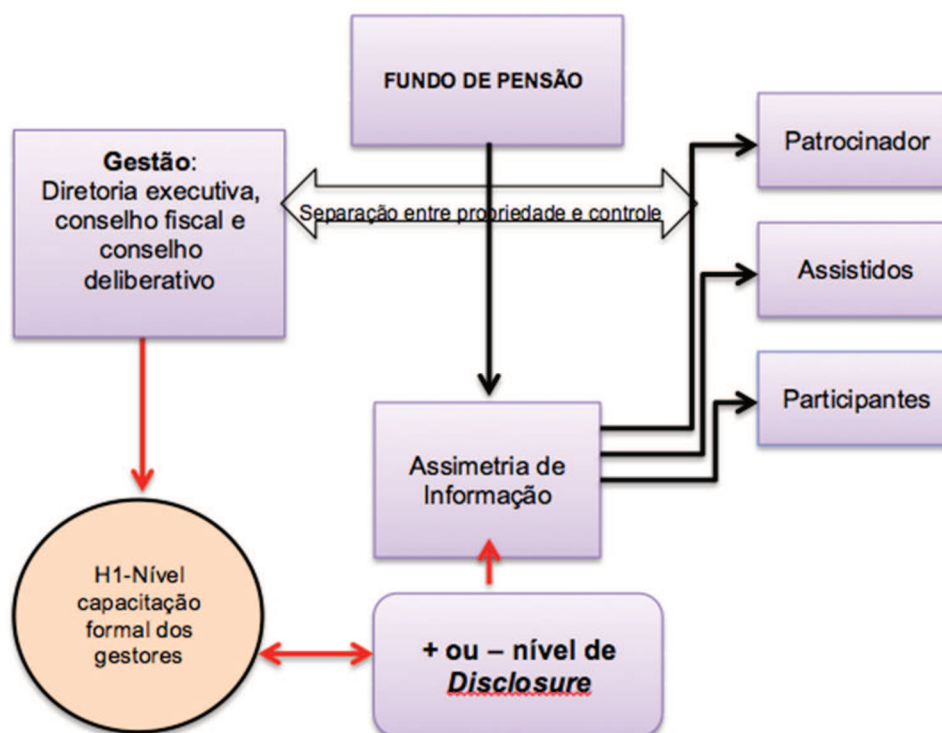 FUNDO DE PENSÃO
Gestão:
Diretoria executiva,
conselho fiscal e
conselho
deliberativo
Separação entre propriedade e controle
Patrocinador
Assistidos
Participantes
Assimetria de
Informação
H1-Nível
capacitação
formal dos
gestores
+ ou – nível de
Disclosure